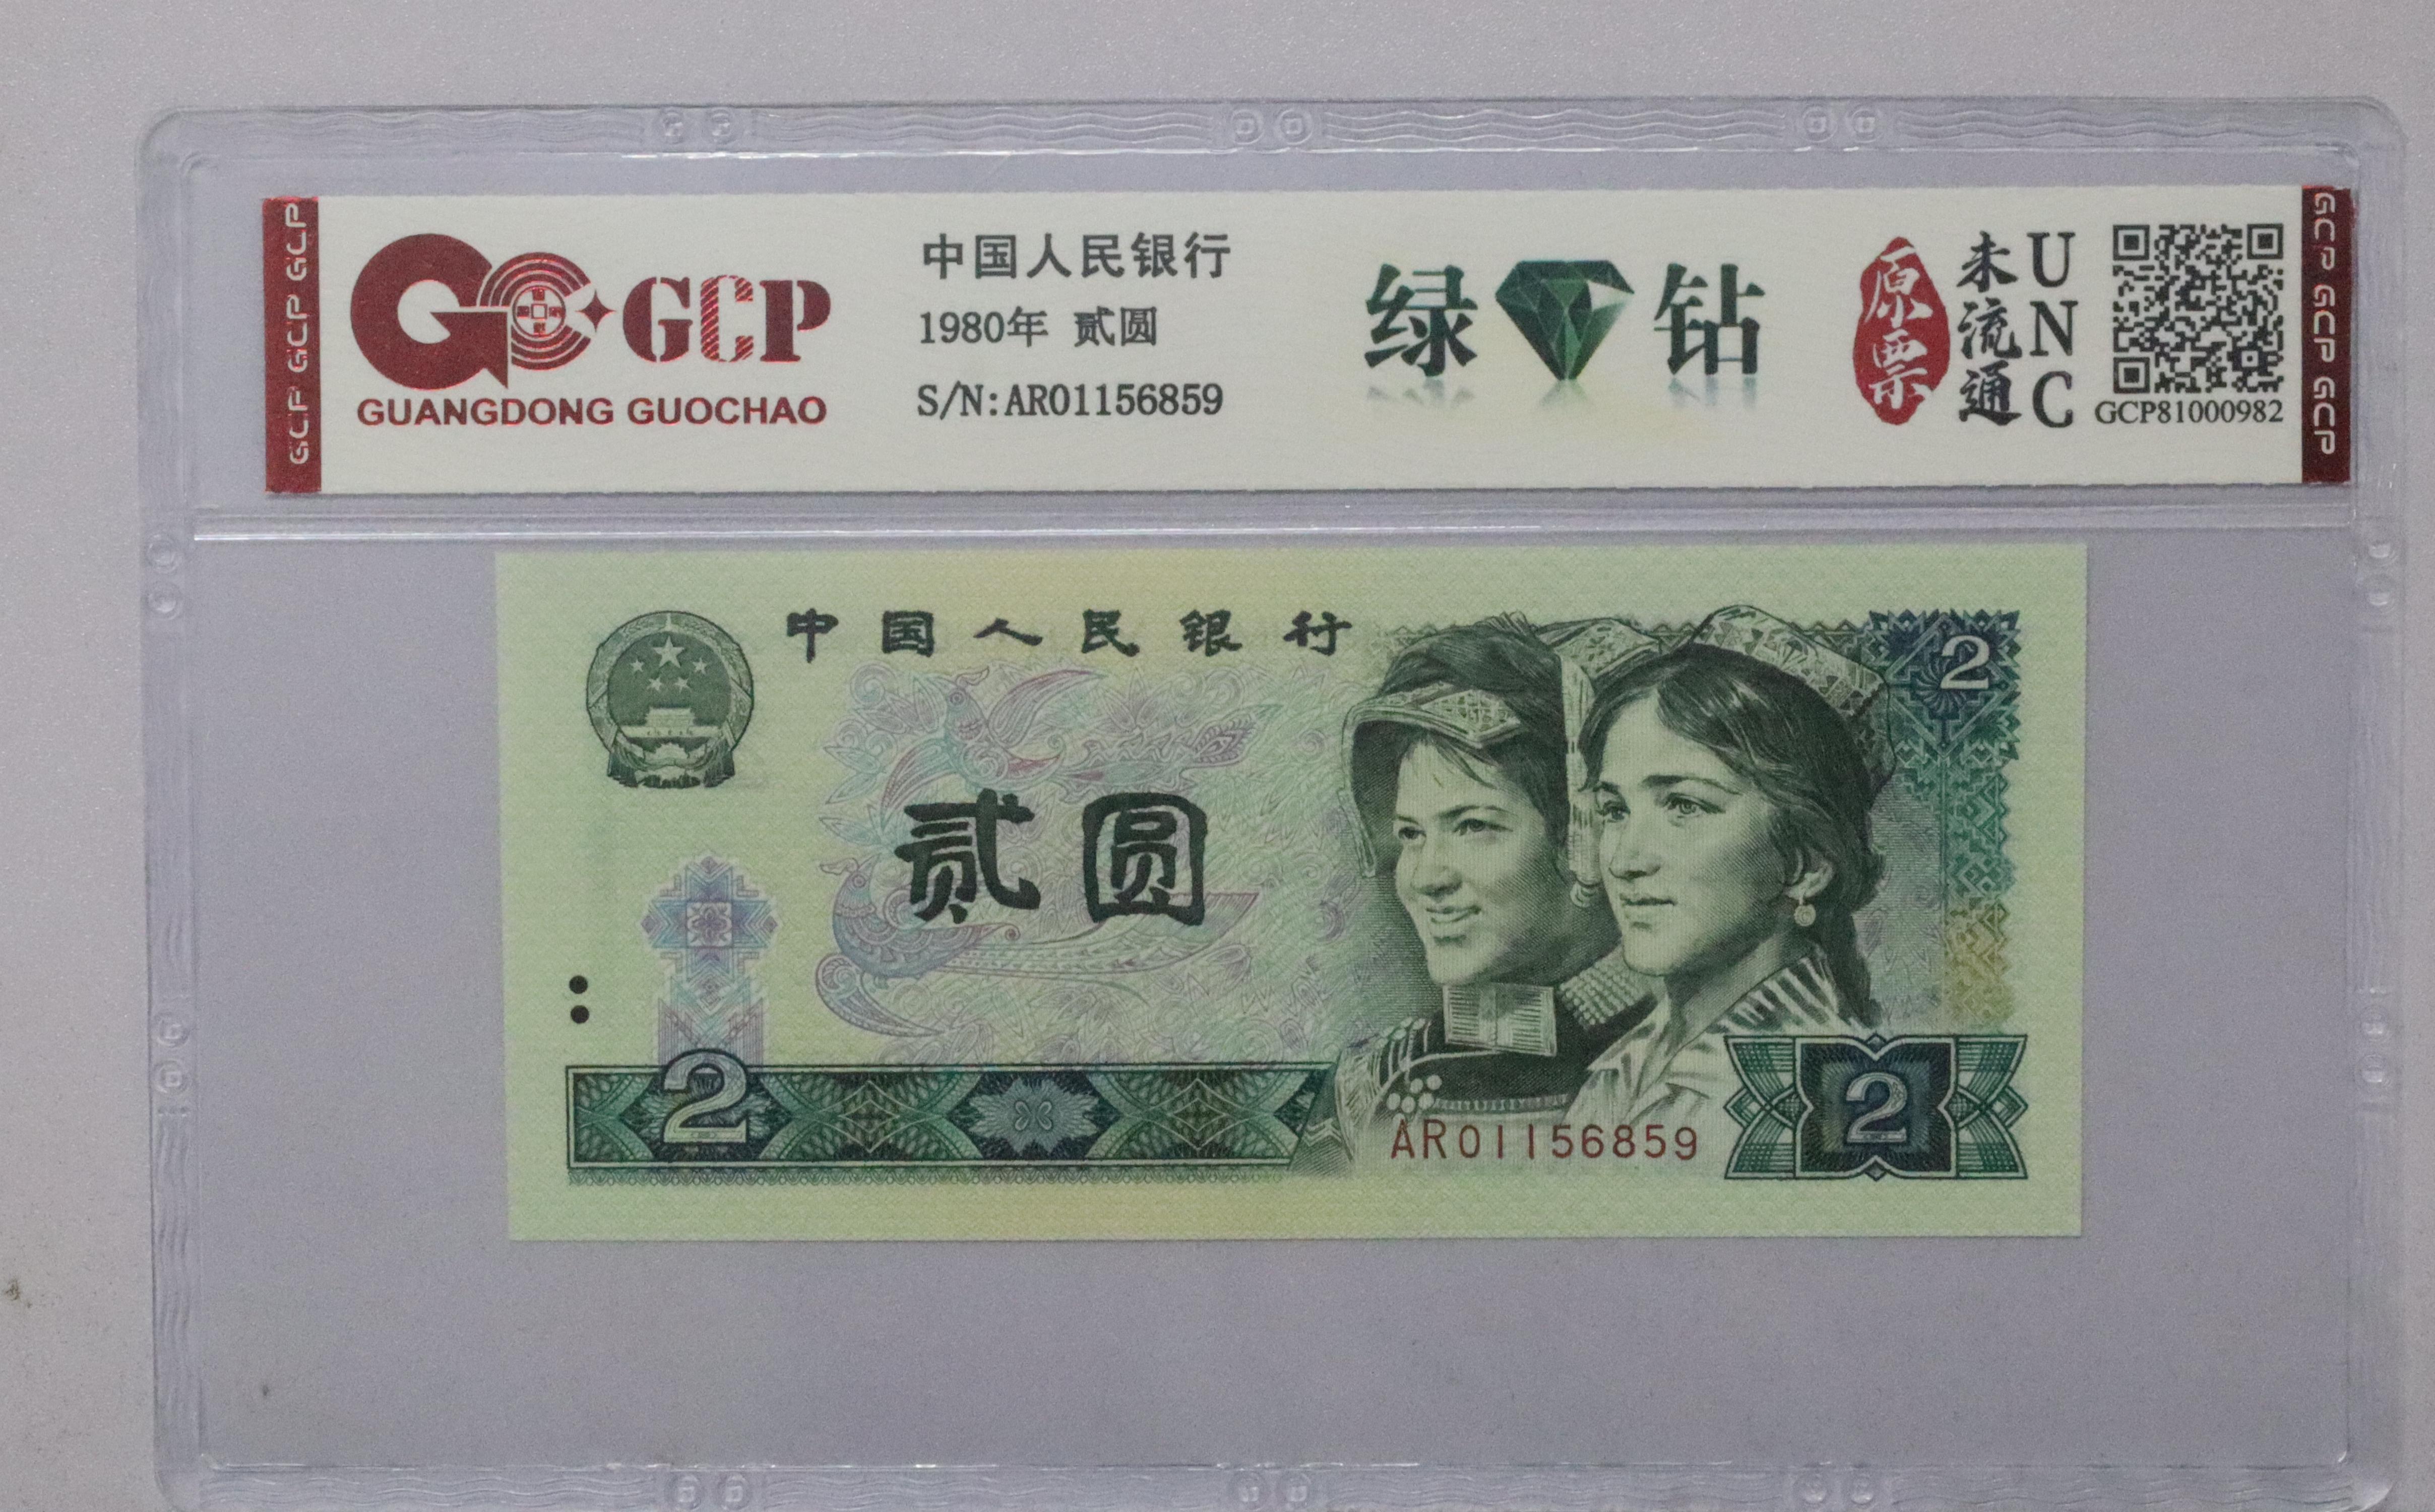 GCP GCP GCP
GCP
GUANGDONG GUOCHAO
中国人民银行
1980年 贰圆
S/N:AR01156859
绿钻
原票
未流通
UNC
GCP81000982
GCP GCP GCP
中国人民银行
2
贰圆
2
AR01156859
2